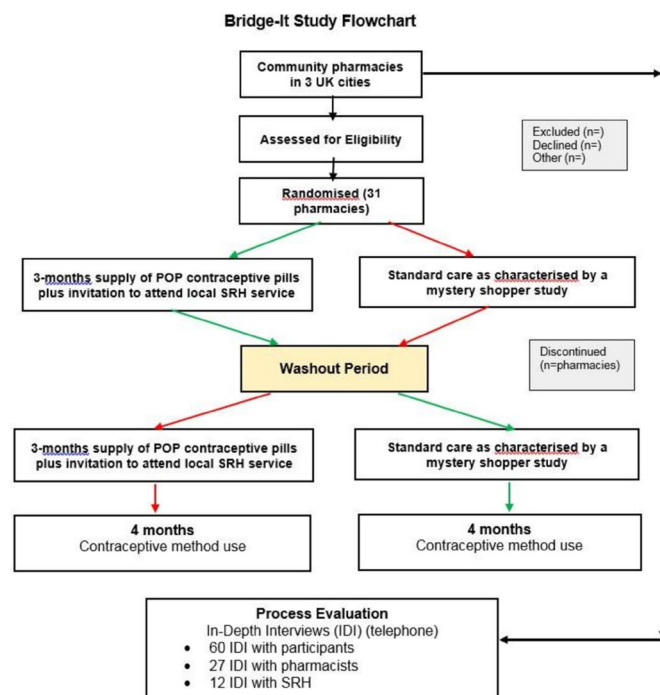 Bridge-It Study Flowchart
Community pharmacies
in 3 UK cities
Assessed for Eligibility
Excluded (n=)
Declined (n=)
Other (n=)
Randomised (31
pharmacies)
3-months supply of POP contraceptive pills
plus invitation to attend local SRH service
Standard care as characterised by a
mystery shopper study
Washout Period
Discontinued
(n=pharmacies)
3-months supply of POP contraceptive pills
plus invitation to attend local SRH service
Standard care as characterised by a
mystery shopper study
4 months
Contraceptive method use
4 months
Contraceptive method use
Process Evaluation
In-Depth Interviews (IDI) (telephone)
• 60 IDI with participants
• 27 IDI with pharmacists
• 12 IDI with SRH